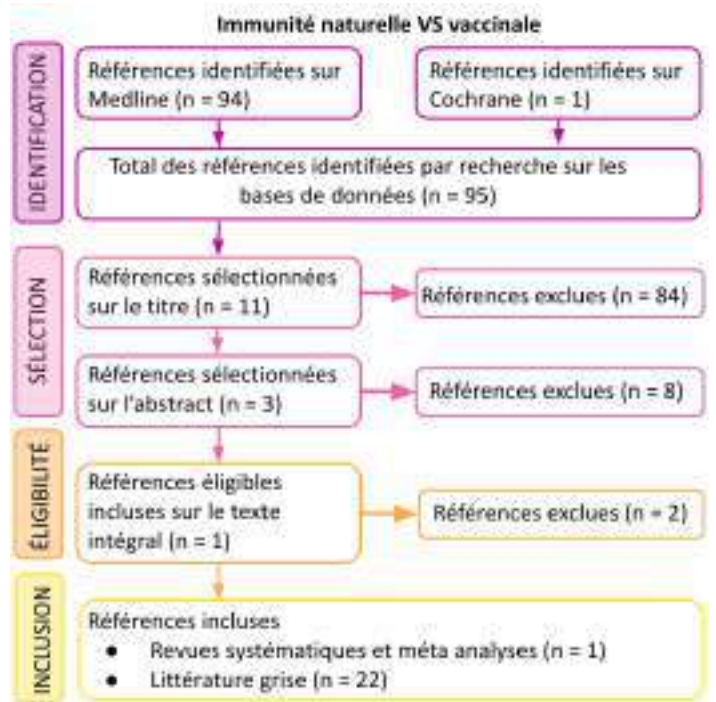 Immunité naturelle VS vaccinale
IDENTIFICATION
Références identifiées sur
Medline (n = 94)
Références identifiées sur
Cochrane (n = 1)
Total des références identifiées par recherche sur les
bases de données (n = 95)
SÉLECTION
Références sélectionnées
sur le titre (n = 11)
Références exclues (n = 84)
Références sélectionnées
sur l'abstract (n = 3)
Références exclues (n = 8)
ÉLIGIBILITÉ
Références éligibles
incluses sur le texte
intégral (n = 1)
Références exclues (n = 2)
INCLUSION
Références incluses
● Revues systématiques et méta analyses (n = 1)
● Littérature grise (n = 22)